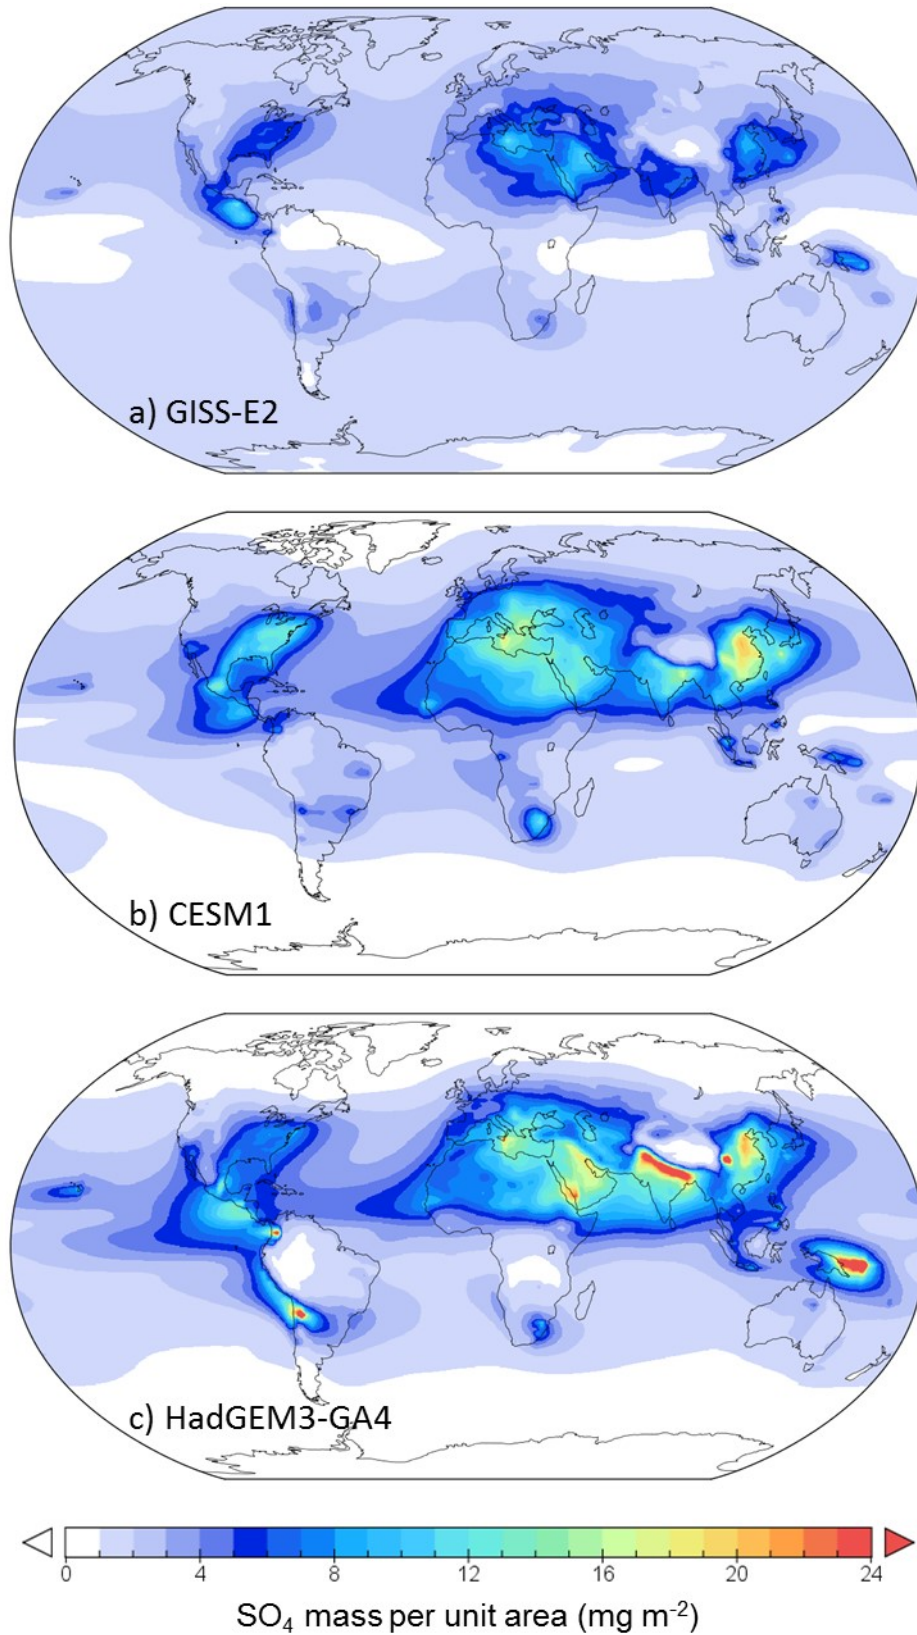 a) GISS-E2
b) CESM1
c) HadGEM3-GA4
0 4 8 12 16 20 24
SO₄ mass per unit area (mg m⁻²)